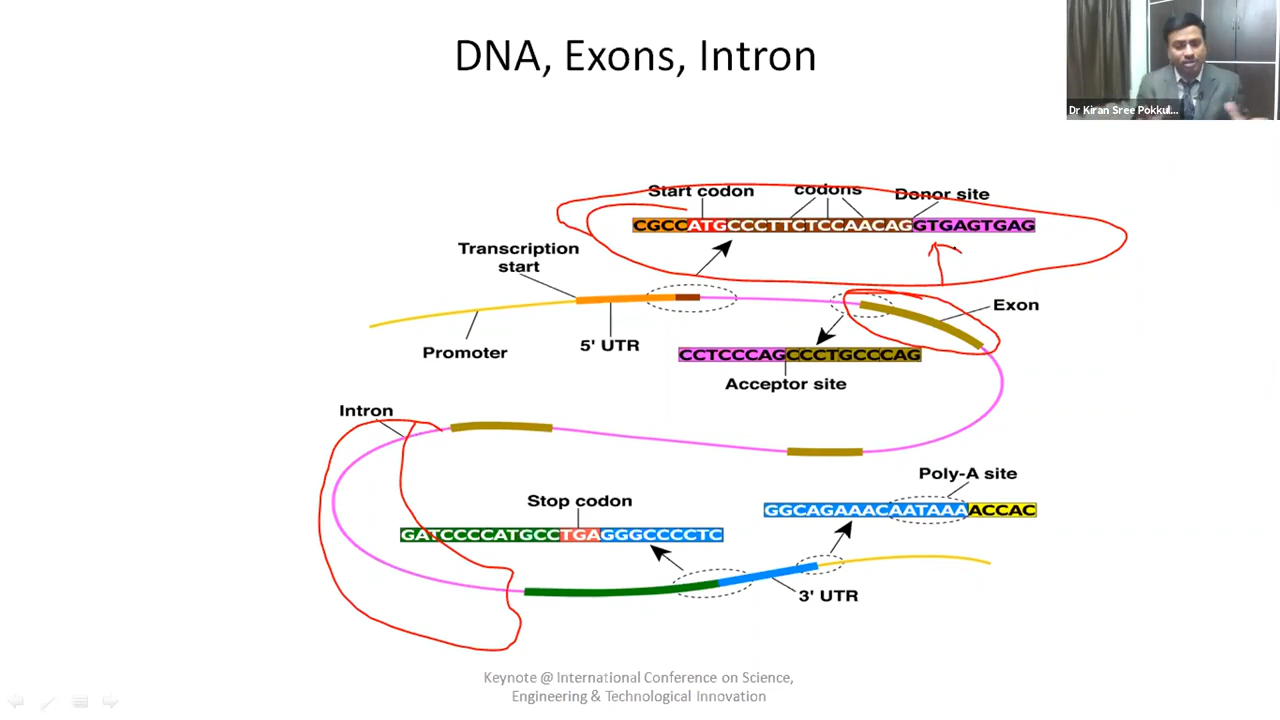 DNA, Exons, Intron
Dr Kiran Sree Pokkul...
Start codon
codons
Donor site
CGCCATGCCCTTCTCCAACAGGTGAGTGAG
Transcription
start
Exon
5' UTR
Promoter
CCTCCCAGCCCTGCCCAG
Acceptor site
Intron
Poly-A site
Stop codon
GGCAGAAACAATAAAACCAC
GATCCCCATGCCTGAGGGCCCCTC
3' UTR
Keynote @ International Conference on Science,
Engineering & Technological Innovation